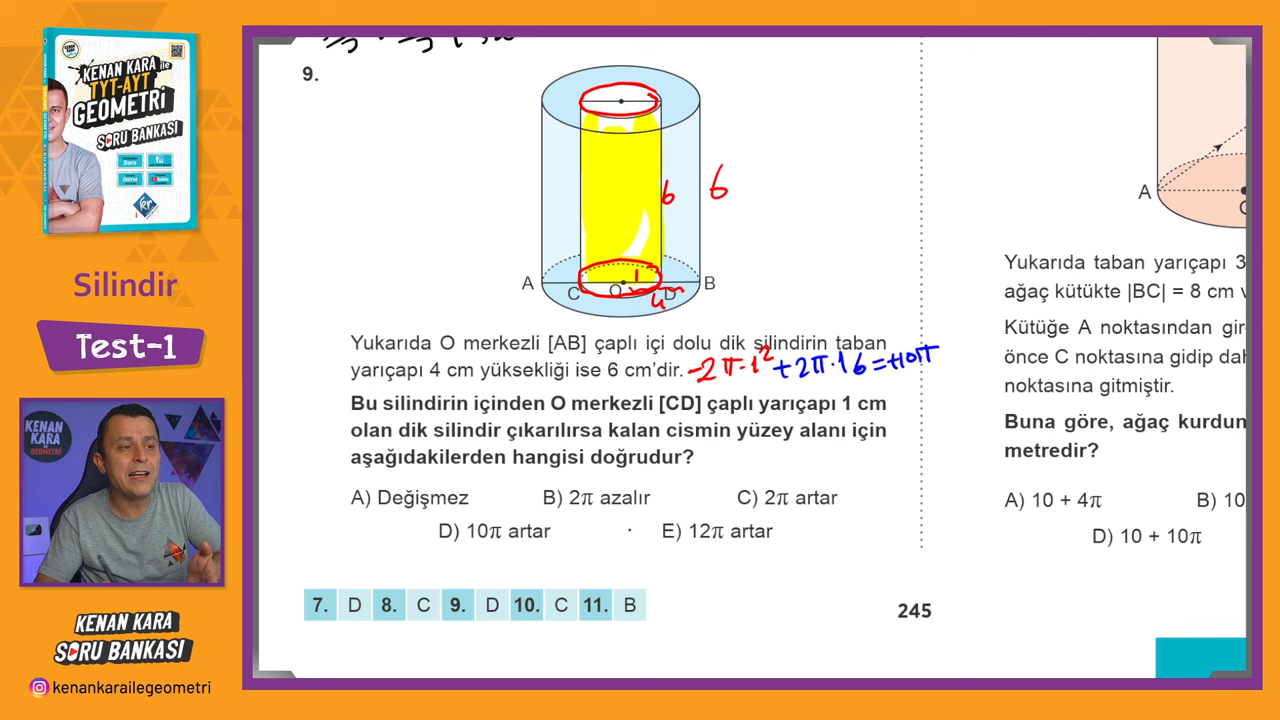 KENAN KARA ile
TYT-AYT
GEOMETRİ
SORU BANKASI
Silindir
Test-1
KENAN
KARA
GEOMETRİ
KENAN KARA
SORU BANKASI
kenankarailegeometri
9.
6
6
1
4
A
C
O
D
B
Yukarıda O merkezli [AB] çaplı içi dolu dik silindirin taban
yarıçapı 4 cm yüksekliği ise 6 cm'dir. -2π·1² +2π·1·6=+10π
Bu silindirin içinden O merkezli [CD] çaplı yarıçapı 1 cm
olan dik silindir çıkarılırsa kalan cismin yüzey alanı için
aşağıdakilerden hangisi doğrudur?
A) Değişmez B) 2π azalır C) 2π artar
D) 10π artar E) 12π artar
7. D 8. C 9. D 10. C 11. B
245
A
Yukarıda taban yarıçapı 3
ağaç kütükte |BC| = 8 cm
Kütüğe A noktasından gir
önce C noktasına gidip da
noktasına gitmiştir.
Buna göre, ağaç kurdun
metredir?
A) 10 + 4π B) 10
D) 10 + 10π